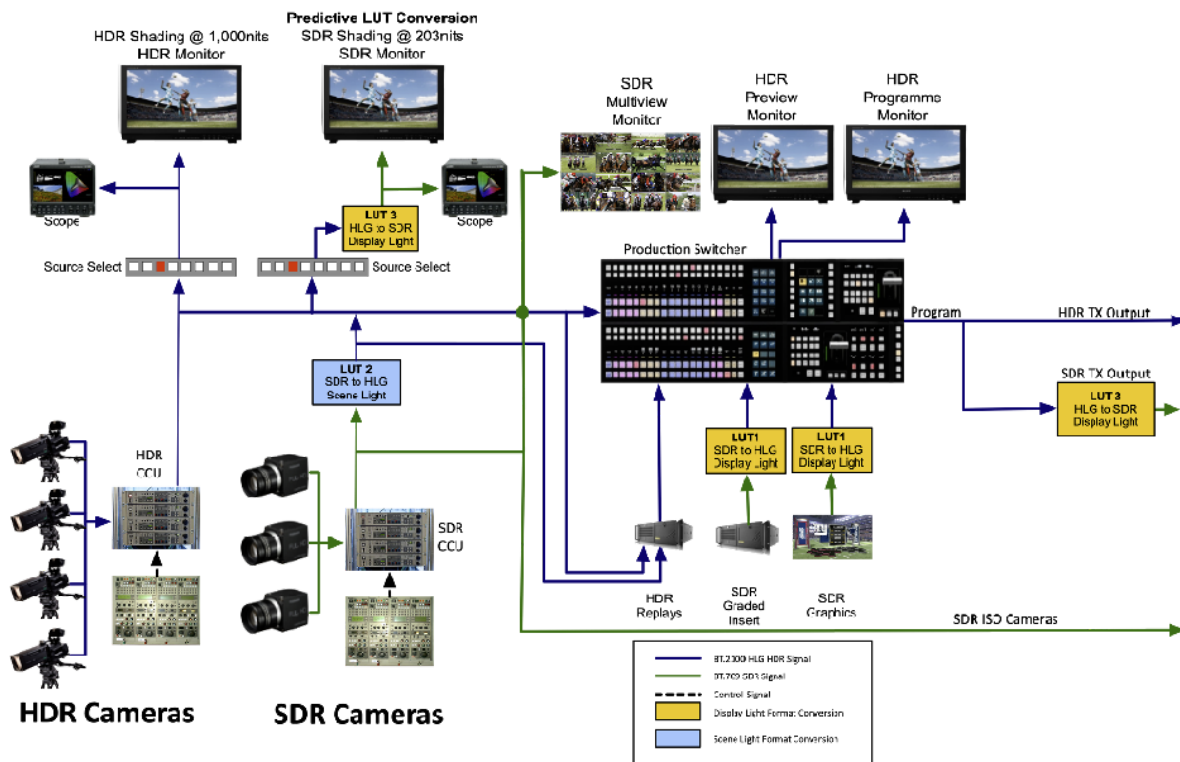 HDR Shading @ 1,000nits
HDR Monitor
Predictive LUT Conversion
SDR Shading @ 203nits
SDR Monitor
SDR
Multiview
Monitor
HDR
Preview
Monitor
HDR
Programme
Monitor
Scope
LUT 3
HLG to SDR
Display Light
Scope
Source Select
Source Select
Production Switcher
Program
HDR TX Output
LUT 2
SDR to HLG
Scene Light
SDR TX Output
LUT 3
HLG to SDR
Display Light
HDR
CCU
LUT1
SDR to HLG
Display Light
LUT1
SDR to HLG
Display Light
SDR
CCU
HDR
Replays
SDR
Graded
Insert
SDR
Graphics
SDR ISO Cameras
HDR Cameras
SDR Cameras
BT.2100 HLG HDR Signal
BT.709 SDR Signal
Control Signal
Display Light Format Conversion
Scene Light Format Conversion